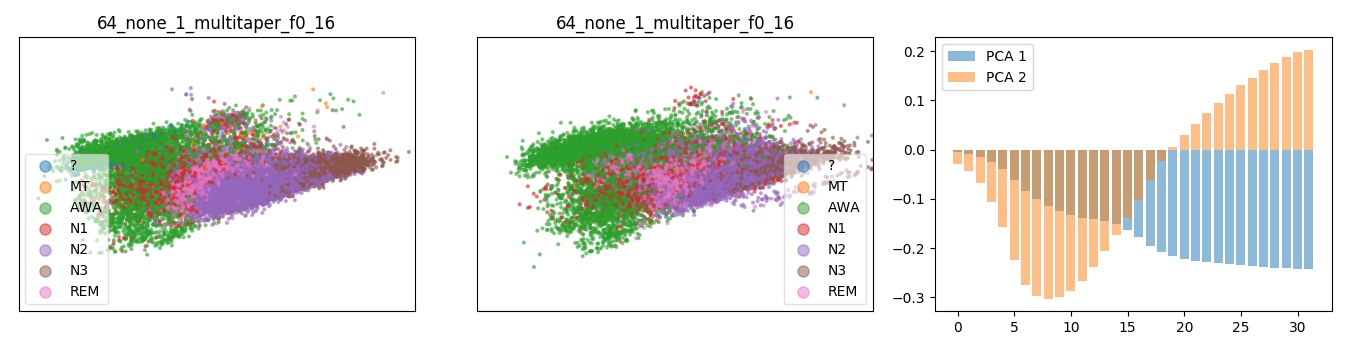 64_none_1_multitaper_f0_16
?
MT
AWA
N1
N2
N3
REM
64_none_1_multitaper_f0_16
?
MT
AWA
N1
N2
N3
REM
PCA 1
PCA 2
0.2
0.1
0.0
−0.1
−0.2
−0.3
0 5 10 15 20 25 30